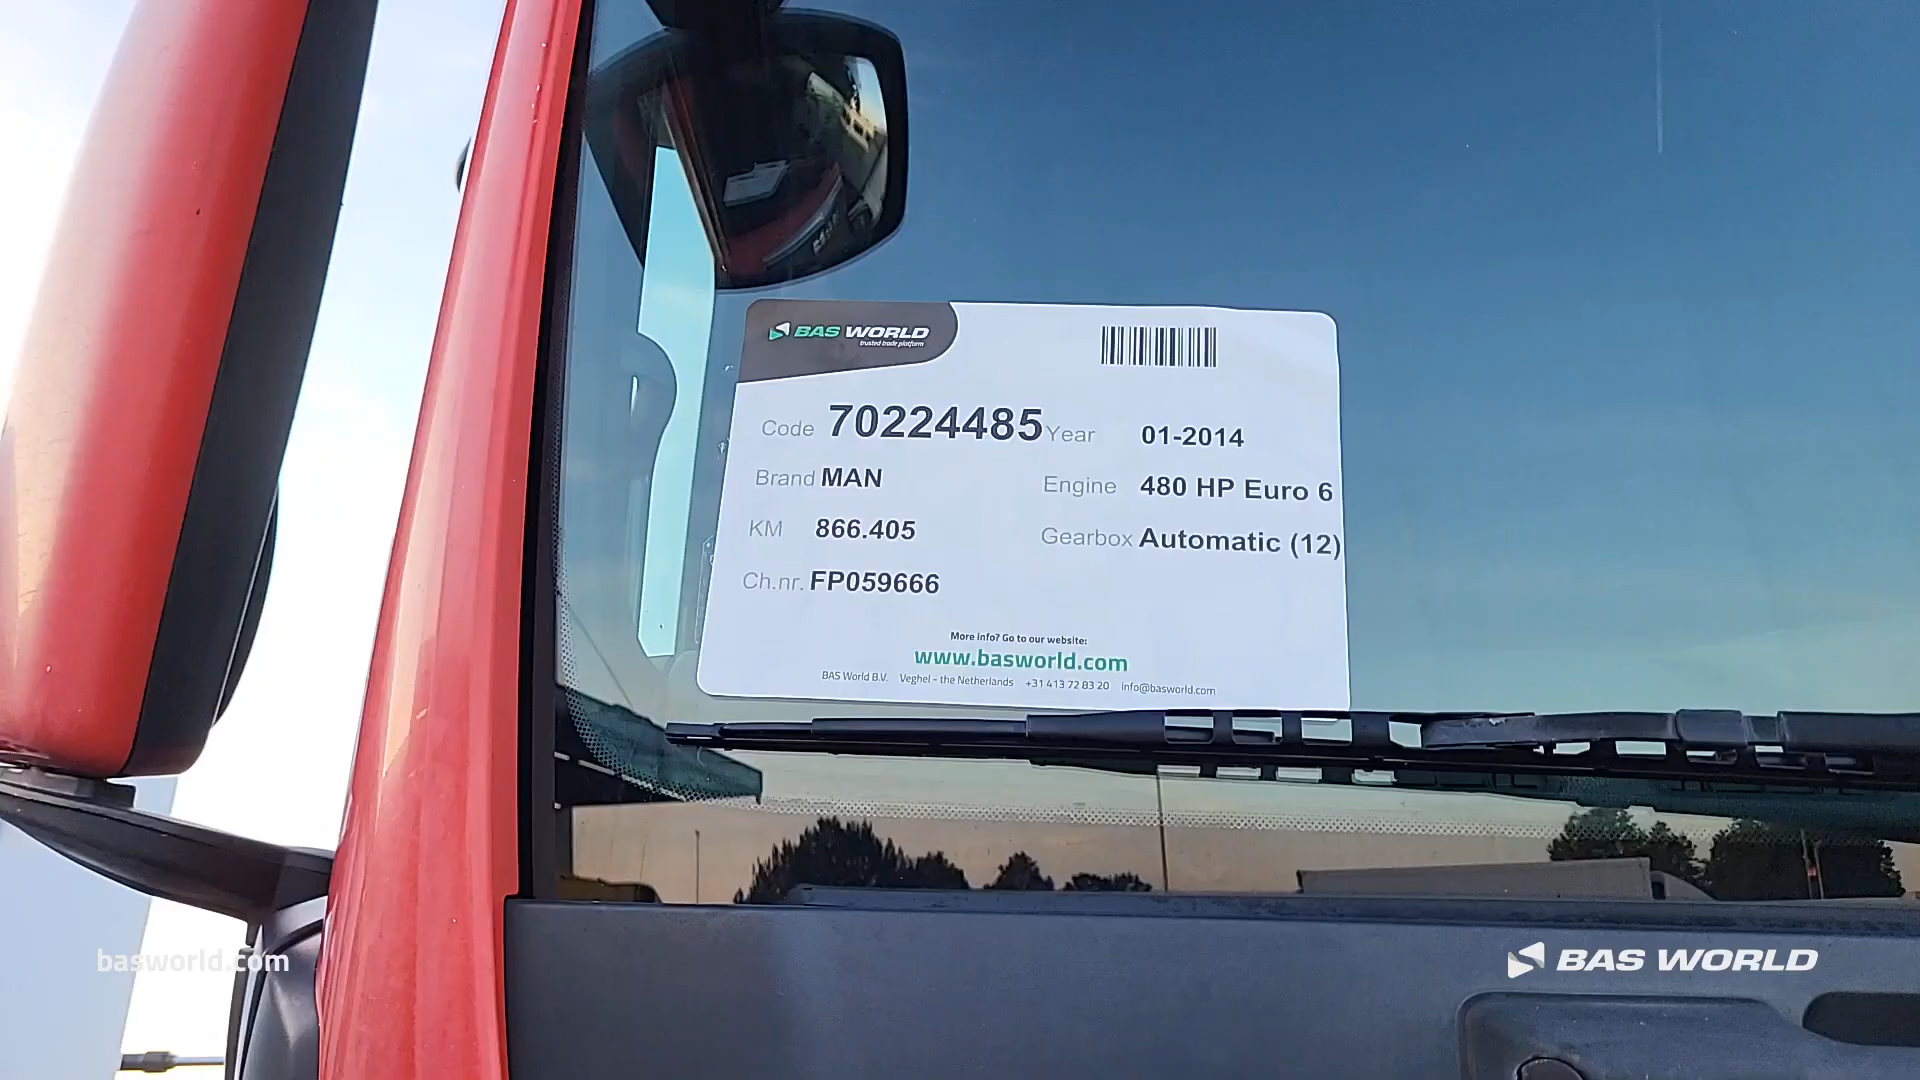 BAS WORLD
trusted trade platform
Code 70224485 Year 01-2014
Brand MAN Engine 480 HP Euro 6
KM 866.405 Gearbox Automatic (12)
Ch.nr. FP059666
More info? Go to our website:
www.basworld.com
BAS World B.V. Veghel - the Netherlands +31 413 72 83 20 info@basworld.com
basworld.com
BAS WORLD